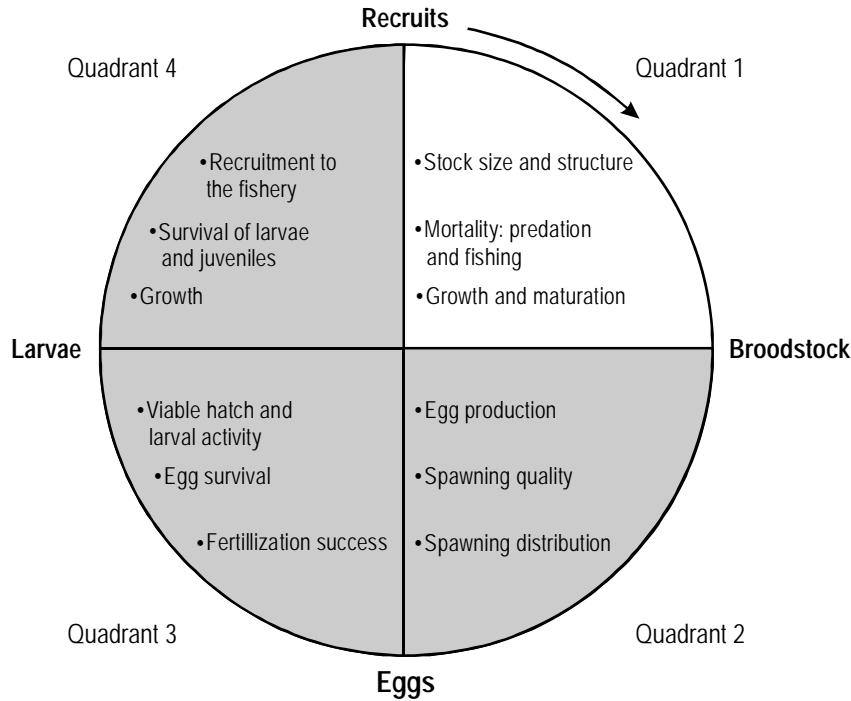 Recruits
Quadrant 4
Quadrant 1
•Recruitment to
the fishery
•Survival of larvae
and juveniles
•Growth
•Stock size and structure
•Mortality: predation
and fishing
•Growth and maturation
Larvae
Broodstock
•Viable hatch and
larval activity
•Egg survival
•Fertillization success
•Egg production
•Spawning quality
•Spawning distribution
Quadrant 3
Quadrant 2
Eggs